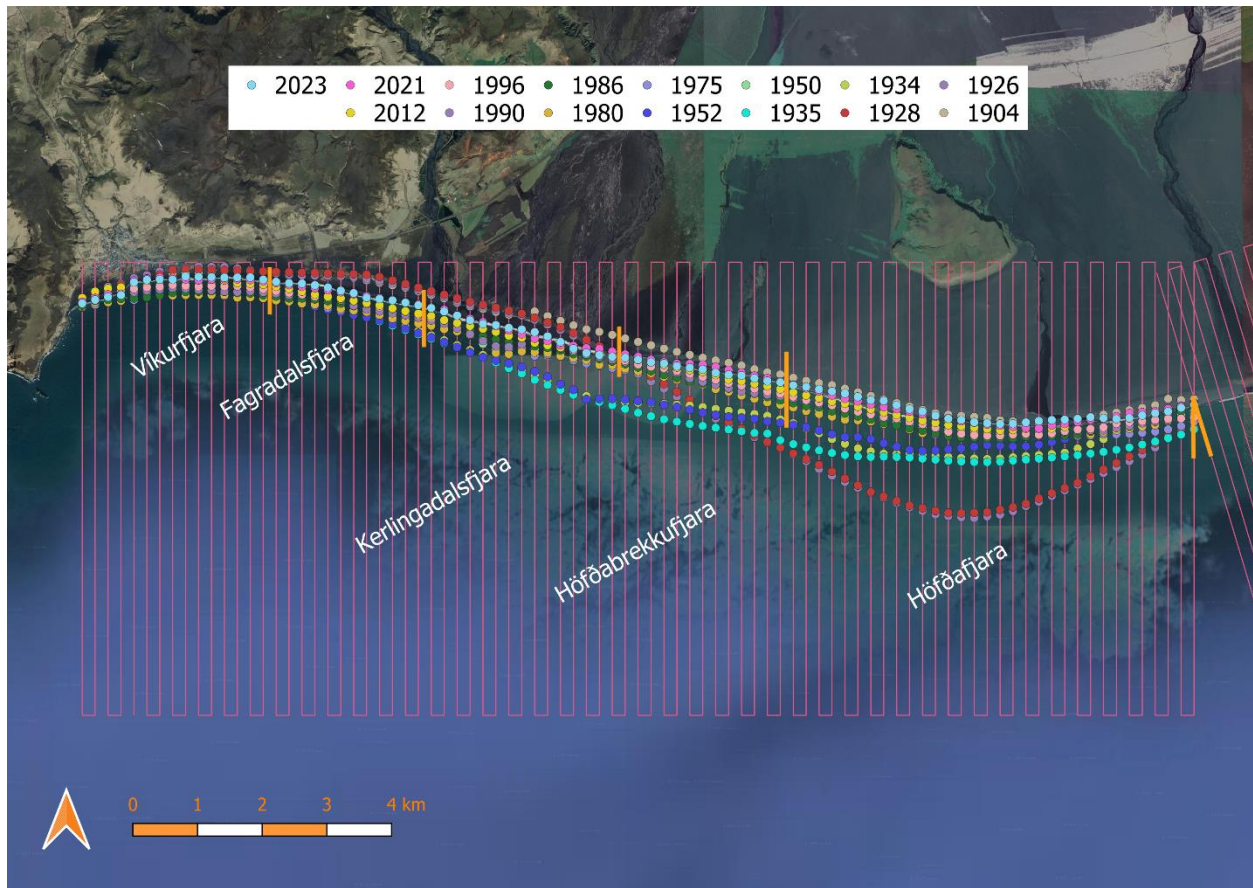 2023 2021 1996 1986 1975 1950 1934 1926
2012 1990 1980 1952 1935 1928 1904
Víkurfjara
Fagradalsfjara
Kerlingadalsfjara
Höfðabrekkufjara
Höfðafjara
0 1 2 3 4 km